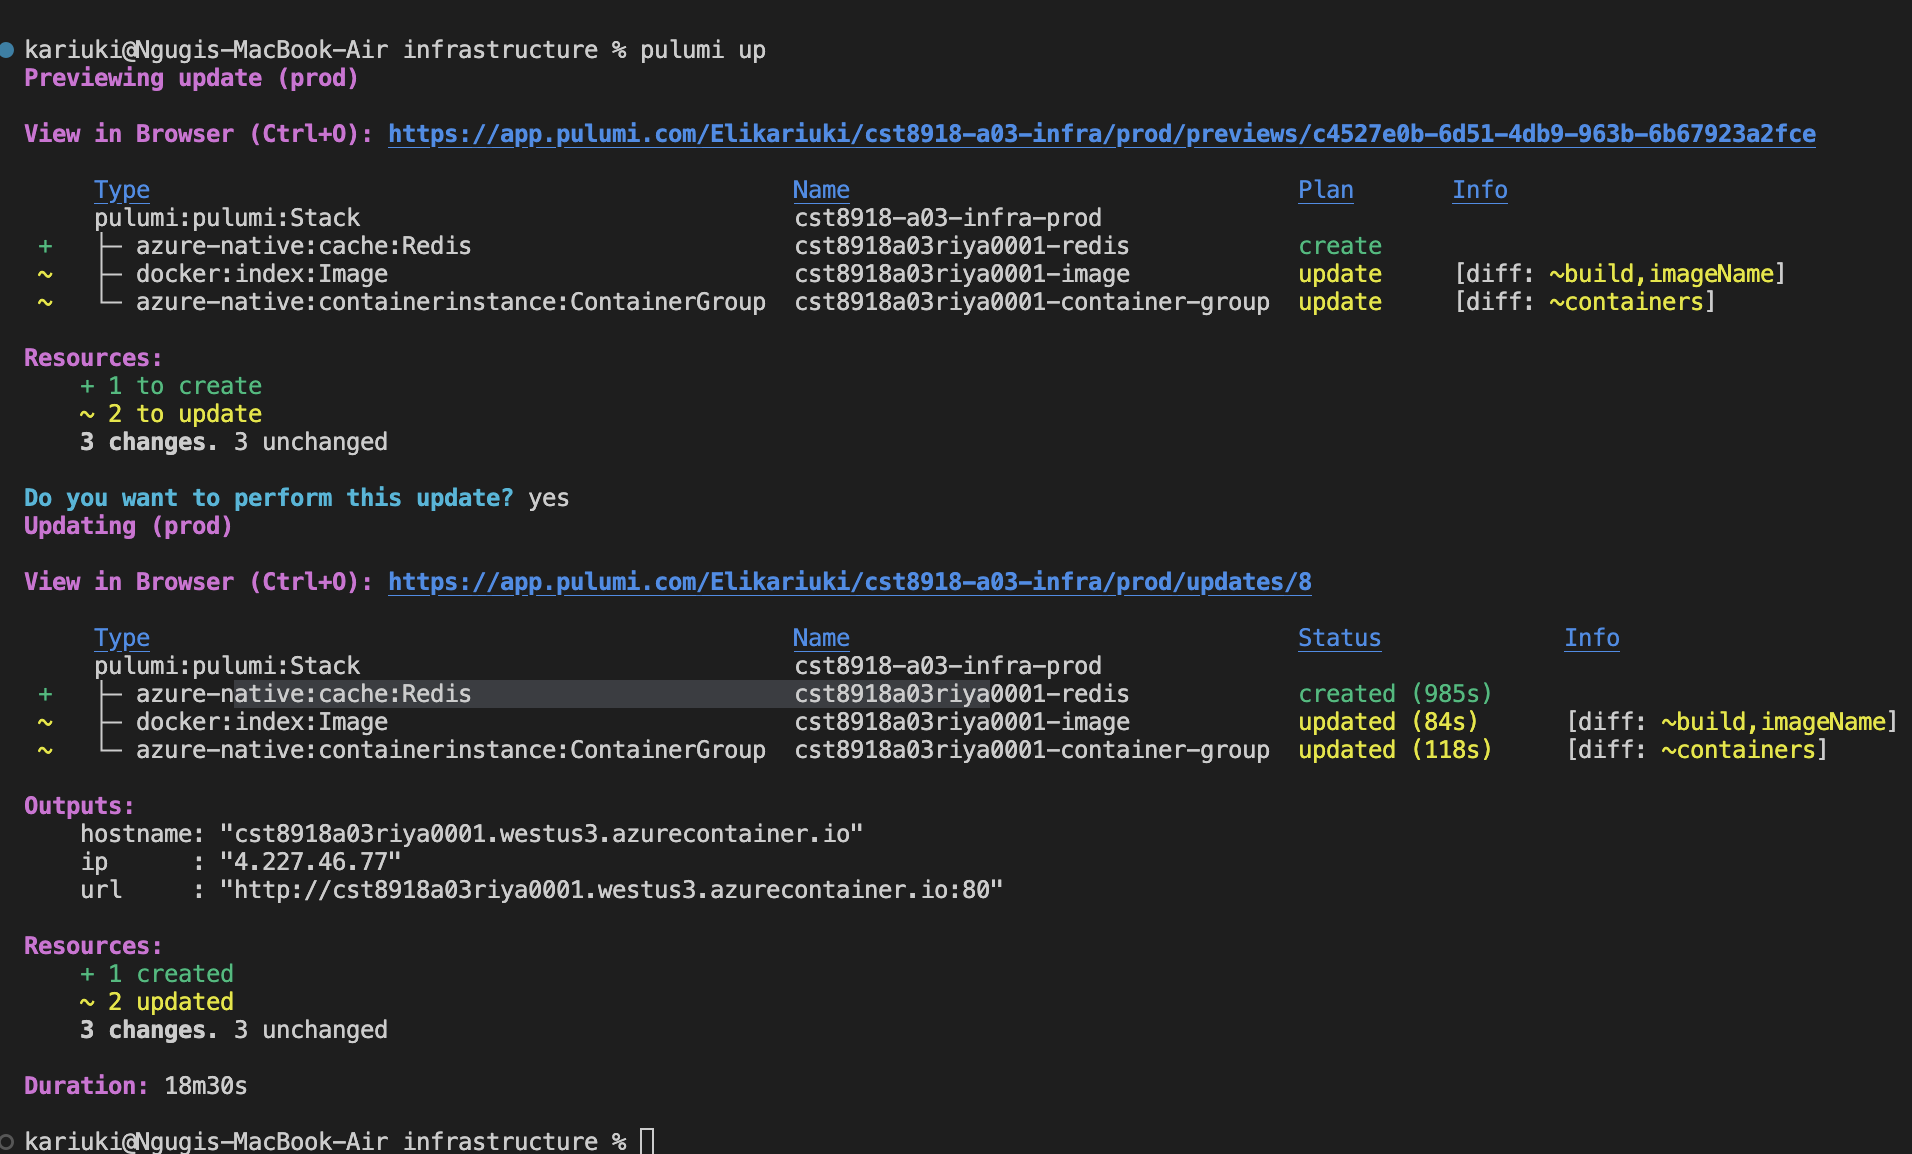 kariuki@Ngugis-MacBook-Air infrastructure % pulumi up
Previewing update (prod)
View in Browser (Ctrl+O): https://app.pulumi.com/Elikariuki/cst8918-a03-infra/prod/previews/c4527e0b-6d51-4db9-963b-6b67923a2fce
Type Name Plan Info
pulumi:pulumi:Stack cst8918-a03-infra-prod
+ ├─ azure-native:cache:Redis cst8918a03riya0001-redis create
~ ├─ docker:index:Image cst8918a03riya0001-image update [diff: ~build,imageName]
~ └─ azure-native:containerinstance:ContainerGroup cst8918a03riya0001-container-group update [diff: ~containers]
Resources:
+ 1 to create
~ 2 to update
3 changes. 3 unchanged
Do you want to perform this update? yes
Updating (prod)
View in Browser (Ctrl+O): https://app.pulumi.com/Elikariuki/cst8918-a03-infra/prod/updates/8
Type Name Status Info
pulumi:pulumi:Stack cst8918-a03-infra-prod
+ ├─ azure-native:cache:Redis cst8918a03riya0001-redis created (985s)
~ ├─ docker:index:Image cst8918a03riya0001-image updated (84s) [diff: ~build,imageName]
~ └─ azure-native:containerinstance:ContainerGroup cst8918a03riya0001-container-group updated (118s) [diff: ~containers]
Outputs:
hostname: "cst8918a03riya0001.westus3.azurecontainer.io"
ip : "4.227.46.77"
url : "http://cst8918a03riya0001.westus3.azurecontainer.io:80"
Resources:
+ 1 created
~ 2 updated
3 changes. 3 unchanged
Duration: 18m30s
kariuki@Ngugis-MacBook-Air infrastructure %